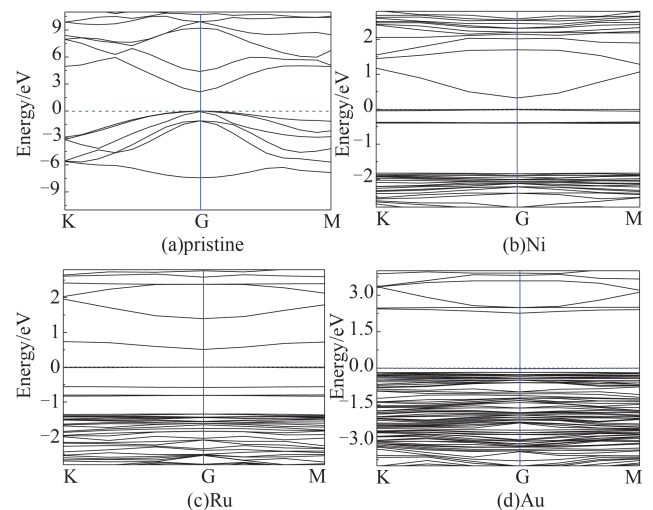 Energy/eV
9
6
3
0
−3
−6
−9
K G M
(a)pristine
Energy/eV
2
1
0
−1
−2
K G M
(b)Ni
Energy/eV
2
1
0
−1
−2
K G M
(c)Ru
Energy/eV
3.0
1.5
0.0
−1.5
−3.0
K G M
(d)Au